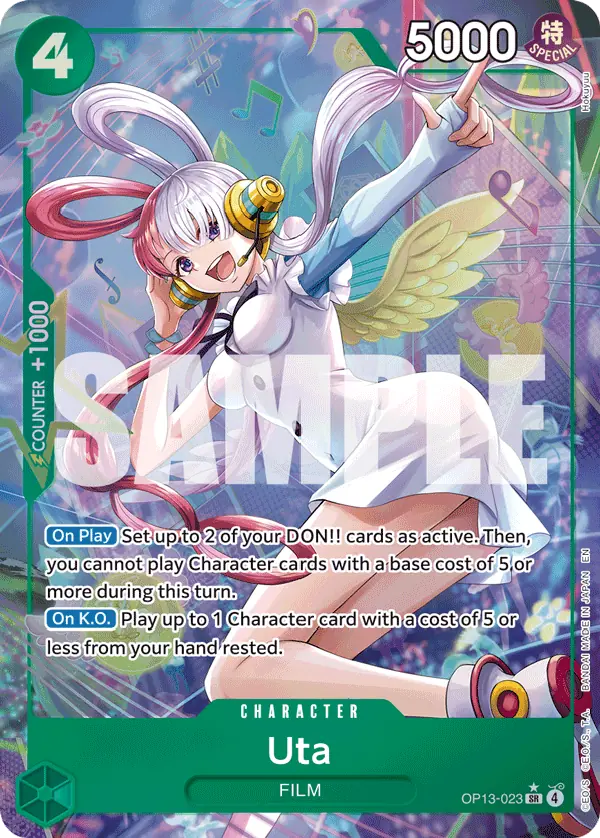 4
5000
特
SPECIAL
Hokuyuu
COUNTER +1000
SAMPLE
On Play Set up to 2 of your DON!! cards as active. Then,
you cannot play Character cards with a base cost of 5 or
more during this turn.
On K.O. Play up to 1 Character card with a cost of 5 or
less from your hand rested.
CHARACTER
Uta
FILM
OP13-023 SR 4
©EO/S ©E.O./S., T.A. BANDAI MADE IN JAPAN EN